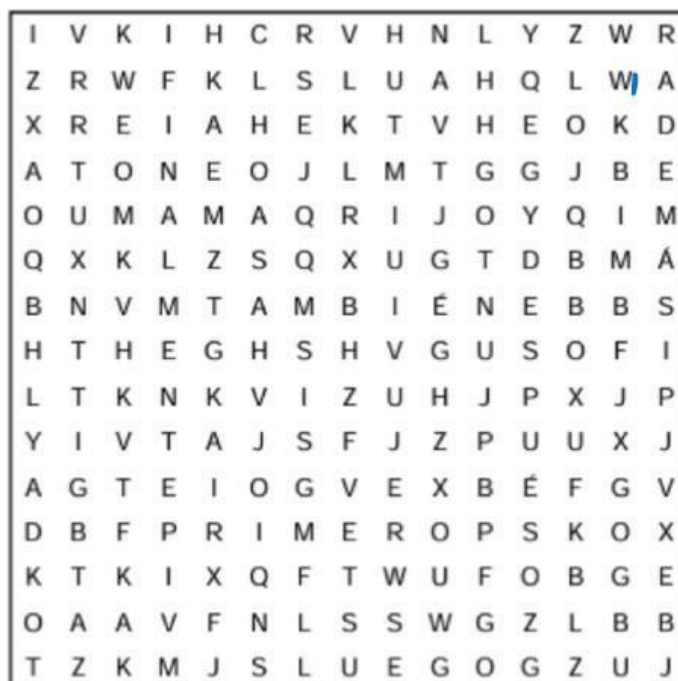 I V K I H C R V H N L Y Z W R
Z R W F K L S L U A H Q L W A
X R E I A H E K T V H E O K D
A T O N E O J L M T G G J B E
O U M A M A Q R I J O Y Q I M
Q X K L Z S Q X U G T D B M Á
B N V M T A M B I É N E B B S
H T H E G H S H V G U S O F I
L T K N K V I Z U H J P X J P
Y I V T A J S F J Z P U U X J
A G T E I O G V E X B É F G V
D B F P R I M E R O P S K O X
K T K I X Q F T W U F O B G E
O A A V F N L S S W G Z L B B
T Z K M J S L U E G O G Z U J